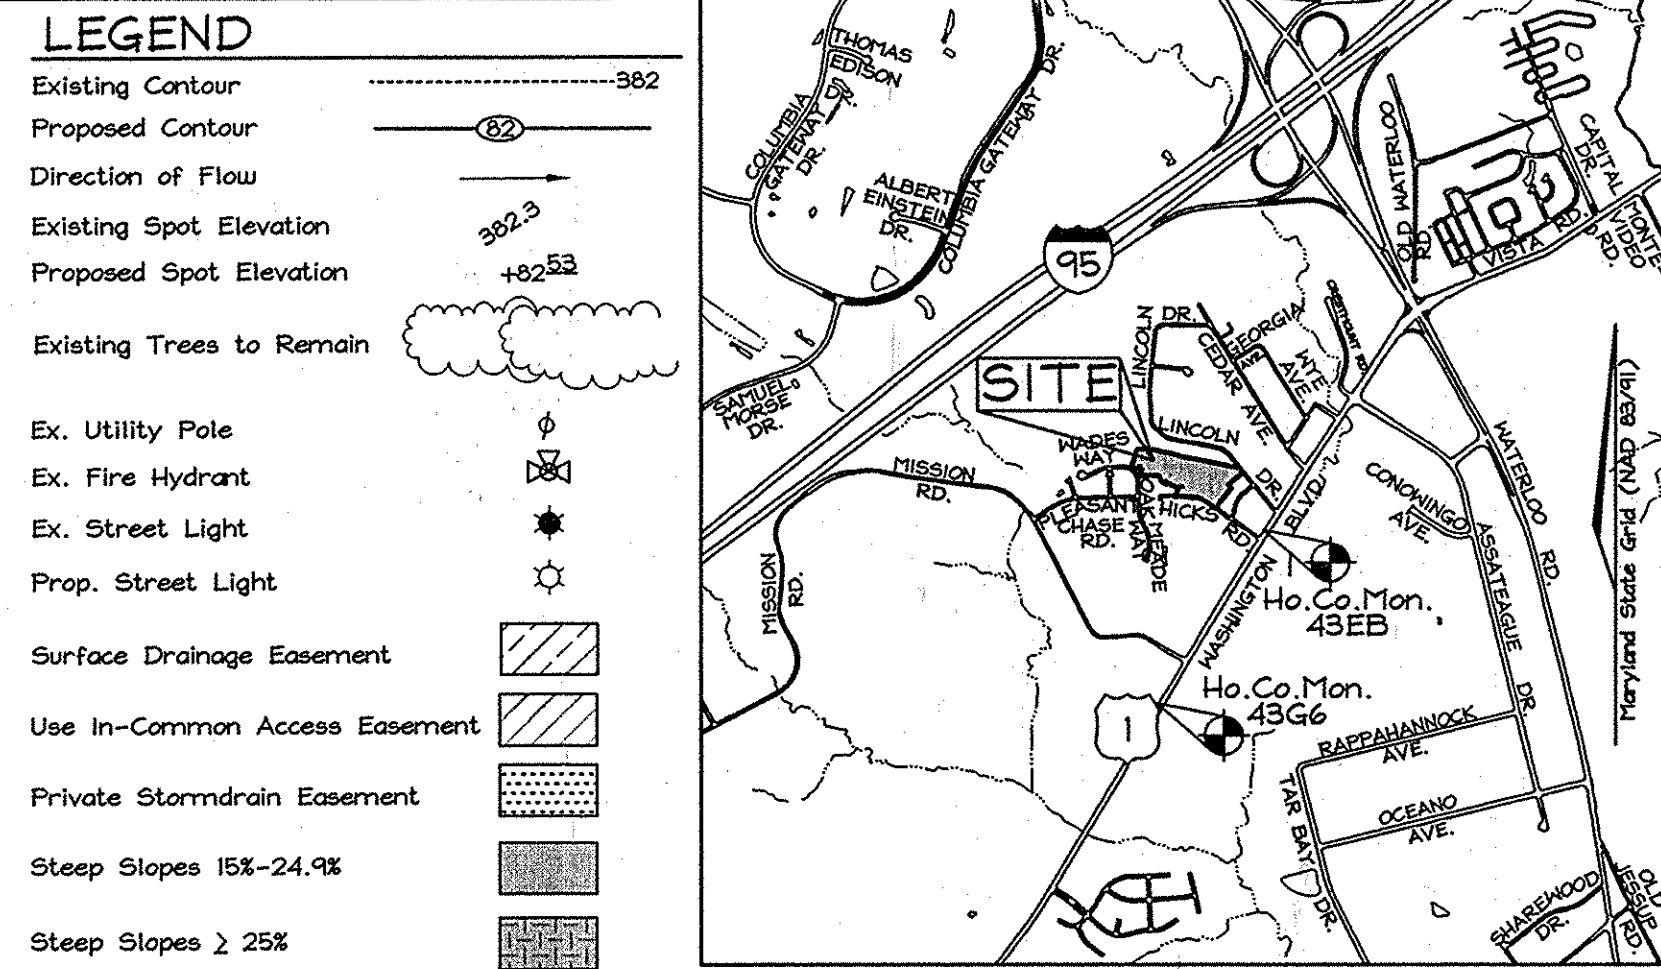 LEGEND
Existing Contour 382
Proposed Contour 82
Direction of Flow
Existing Spot Elevation 382.3
Proposed Spot Elevation +82 53
Existing Trees to Remain
Ex. Utility Pole
Ex. Fire Hydrant
Ex. Street Light
Prop. Street Light
Surface Drainage Easement
Use In-Common Access Easement
Private Stormdrain Easement
Steep Slopes 15%-24.9%
Steep Slopes ≥ 25%
THOMAS
EDISON
DR.
COLUMBIA
GATEWAY
DR.
COLUMBIA GATEWAY DR.
ALBERT
EINSTEIN
DR.
SAMUEL
MORSE
DR.
95
OLD WATERLOO
RD
CAPITAL
DR.
VISTA RD.
MONTE
VIDEO
RD.
LINCOLN DR.
CEDAR AVE.
GEORGIA
AVE
WYE
AVE
CRESTMOUNT RD.
SITE
LINCOLN
DR.
WADES
WAY
MISSION
RD.
PLEASANT
CHASE
RD.
OAK MEADE
WAY
HICKS
RD.
WASHINGTON BLVD.
MISSION
RD.
CONOWINGO
AVE.
WATERLOO RD.
ASSATEAGUE DR.
Ho.Co.Mon.
43EB
Ho.Co.Mon.
43G6
1
RAPPAHANNOCK
AVE.
OCEANO
AVE.
TAR BAY DR.
SHAREWOOD
DR.
OLD
JESSUP
RD.
Maryland State Grid (NAD 83/91)